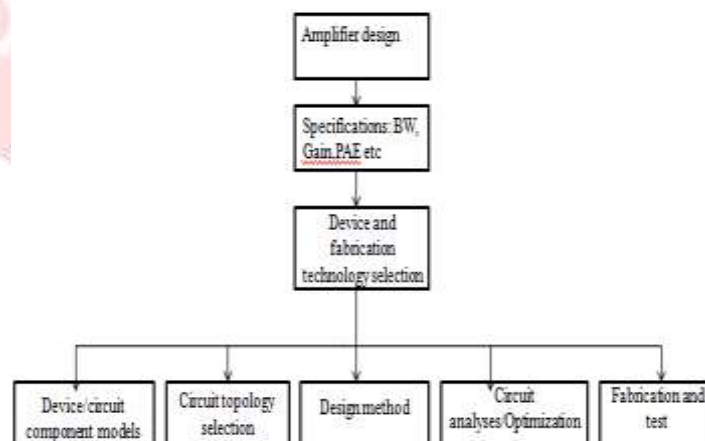 Amplifier design
Specifications: BW,
Gain,PAE etc
Device and
fabrication
technology selection
Device/circuit
component models
Circuit topology
selection
Design method
Circuit
analyses/Optimization
Fabrication and
test